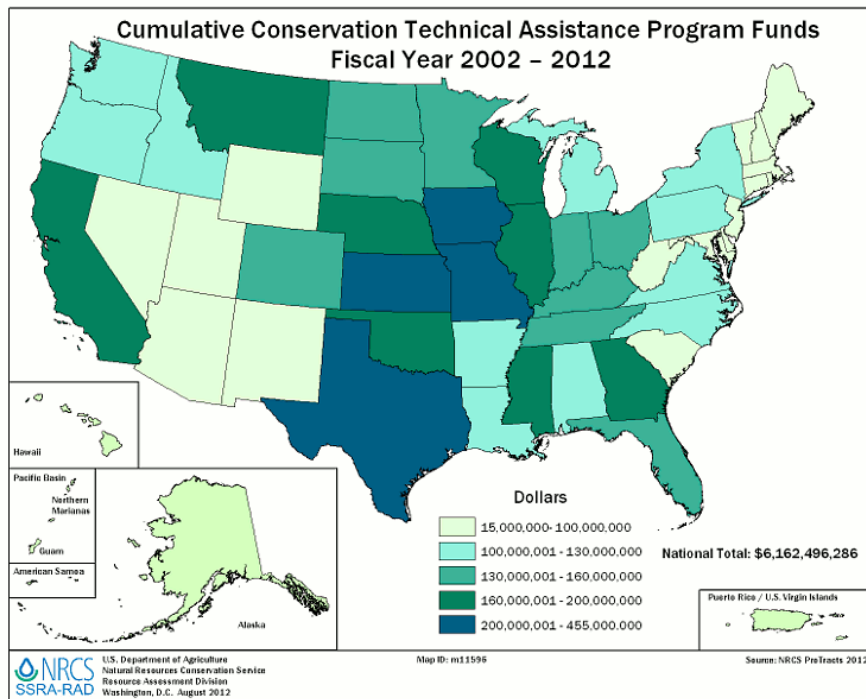 Cumulative Conservation Technical Assistance Program Funds
Fiscal Year 2002 – 2012
Hawaii
Pacific Basin
Northern
Marianas
Guam
American Samoa
Alaska
Dollars
15,000,000-100,000,000
100,000,001 - 130,000,000
130,000,001 - 160,000,000
160,000,001 - 200,000,000
200,000,001 - 455,000,000
National Total: $6,162,496,286
Puerto Rico / U.S. Virgin Islands
NRCS
SSRA-RAD
U.S. Department of Agriculture
Natural Resources Conservation Service
Resource Assessment Division
Washington, D.C. August 2012
Map ID: m11596
Source: NRCS ProTracts 2012